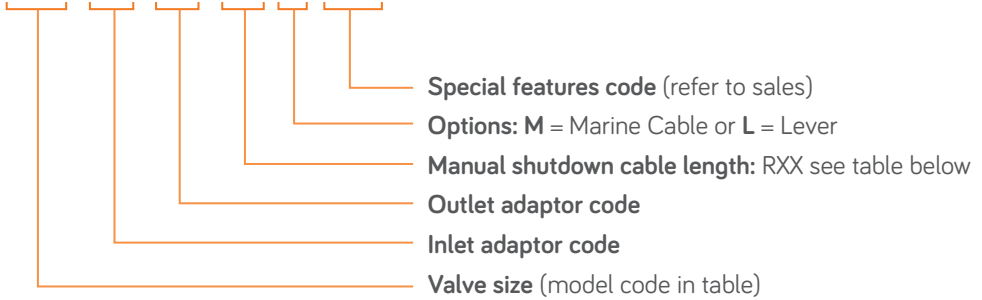 Special features code (refer to sales)
Options: M = Marine Cable or L = Lever
Manual shutdown cable length: RXX see table below
Outlet adaptor code
Inlet adaptor code
Valve size (model code in table)